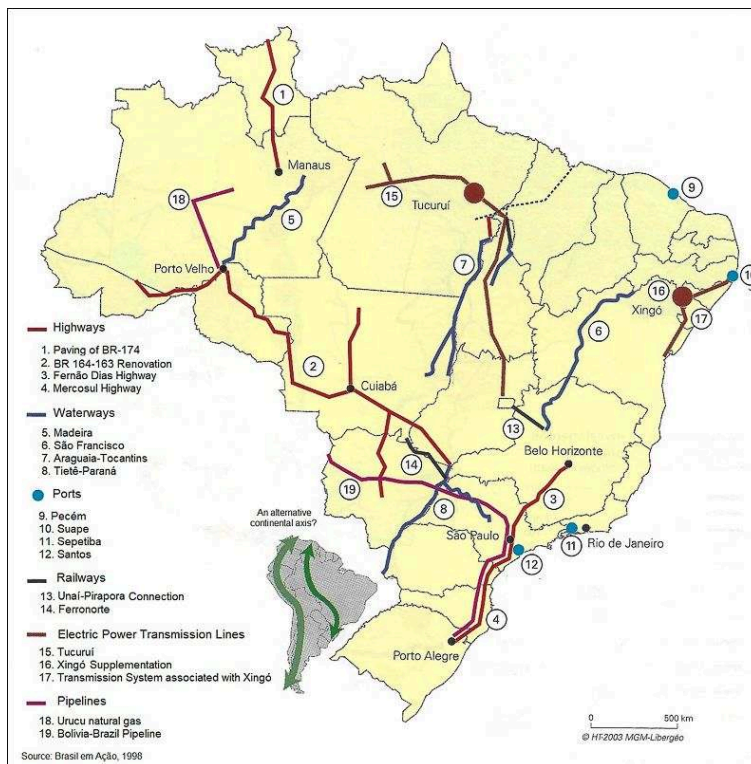 1
Manaus
18
5
15
Tucuruí
9
Porto Velho
7
16
10
Xingó
17
6
2
Cuiabá
13
Belo Horizonte
14
19
3
8
São Paulo
11
Rio de Janeiro
12
4
Porto Alegre
Highways
1. Paving of BR-174
2. BR 164-163 Renovation
3. Fernão Dias Highway
4. Mercosul Highway
Waterways
5. Madeira
6. São Francisco
7. Araguaia-Tocantins
8. Tietê-Paraná
Ports
9. Pecém
10. Suape
11. Sepetiba
12. Santos
Railways
13. Unaí-Pirapora Connection
14. Ferronorte
Electric Power Transmission Lines
15. Tucuruí
16. Xingó Supplementation
17. Transmission System associated with Xingó
Pipelines
18. Urucu natural gas
19. Bolivia-Brazil Pipeline
An alternative
continental axis?
0 500 km
© HT-2003 MGM-Libergéo
Source: Brasil em Ação, 1998